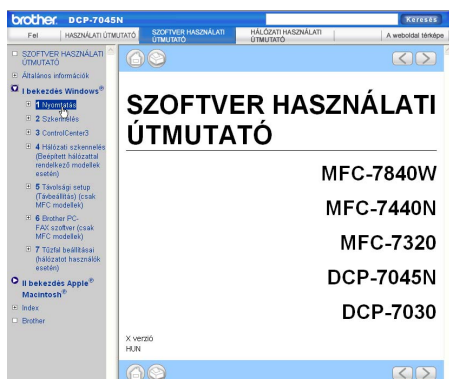 brother. DCP-7045N
Keresés
Fel
HASZNÁLATI ÚTMUTATÓ
SZOFTVER HASZNÁLATI
ÚTMUTATÓ
HÁLÓZATI HASZNÁLATI
ÚTMUTATÓ
A weboldal térképe
SZOFTVER HASZNÁLATI
ÚTMUTATÓ
Általános információk
I bekezdés Windows®
1 Nyomtatás
2 Szkennelés
3 ControlCenter3
4 Hálózati szkennelés
(Beépített hálózattal
rendelkező modellek
esetén)
5 Távolsági setup
(Távbeállítás) (csak
MFC modellek)
6 Brother PC-
FAX szoftver (csak
MFC modellek)
7 Tűzfal beállításai
(hálózatot használók
esetén)
II bekezdés Apple®
Macintosh®
Index
Brother
SZOFTVER HASZNÁLATI
ÚTMUTATÓ
MFC-7840W
MFC-7440N
MFC-7320
DCP-7045N
DCP-7030
X verzió
HUN